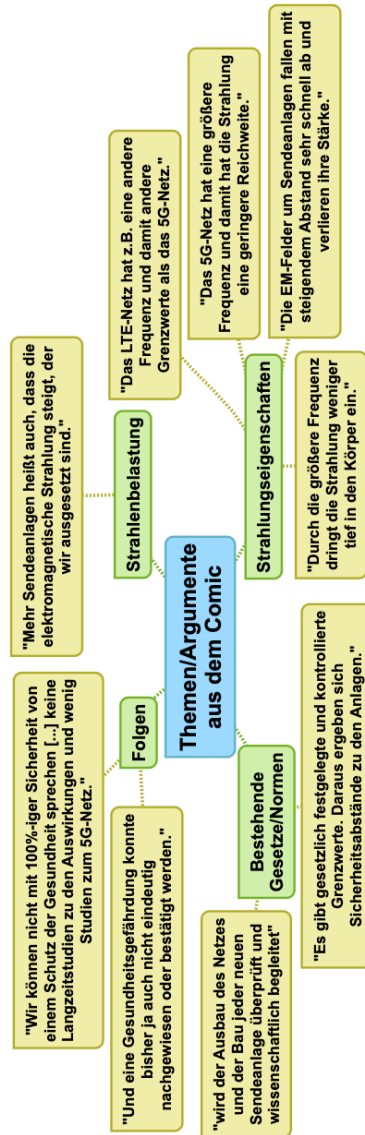 Themen/Argumente
aus dem Comic
Folgen
"Wir können nicht mit 100%-iger Sicherheit von
einem Schutz der Gesundheit sprechen [...] keine
Langzeitstudien zu den Auswirkungen und wenig
Studien zum 5G-Netz."
"Und eine Gesundheitsgefährdung konnte
bisher ja auch nicht eindeutig
nachgewiesen oder bestätigt werden."
Strahlenbelastung
"Mehr Sendeanlagen heißt auch, dass die
elektromagnetische Strahlung steigt, der
wir ausgesetzt sind."
Bestehende
Gesetze/Normen
"wird der Ausbau des Netzes
und der Bau jeder neuen
Sendeanlage überprüft und
wissenschaftlich begleitet"
"Es gibt gesetzlich festgelegte und kontrollierte
Grenzwerte. Daraus ergeben sich
Sicherheitsabstände zu den Anlagen."
Strahlungseigenschaften
"Das LTE-Netz hat z.B. eine andere
Frequenz und damit andere
Grenzwerte als das 5G-Netz."
"Das 5G-Netz hat eine größere
Frequenz und damit hat die Strahlung
eine geringere Reichweite."
"Die EM-Felder um Sendeanlagen fallen mit
steigendem Abstand sehr schnell ab und
verlieren ihre Stärke."
"Durch die größere Frequenz
dringt die Strahlung weniger
tief in den Körper ein."